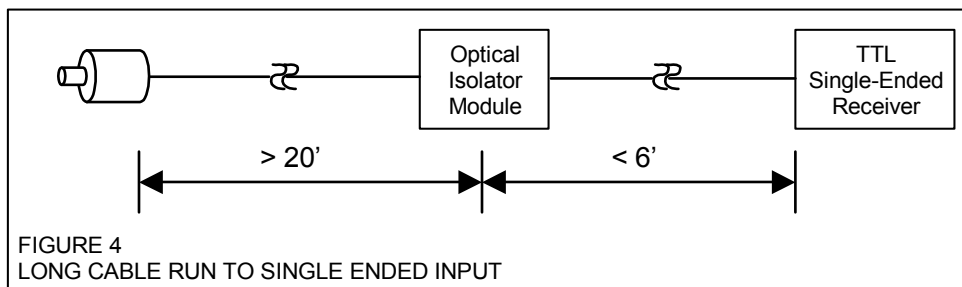 Optical
Isolator
Module
TTL
Single-Ended
Receiver
> 20’
< 6’
FIGURE 4
LONG CABLE RUN TO SINGLE ENDED INPUT